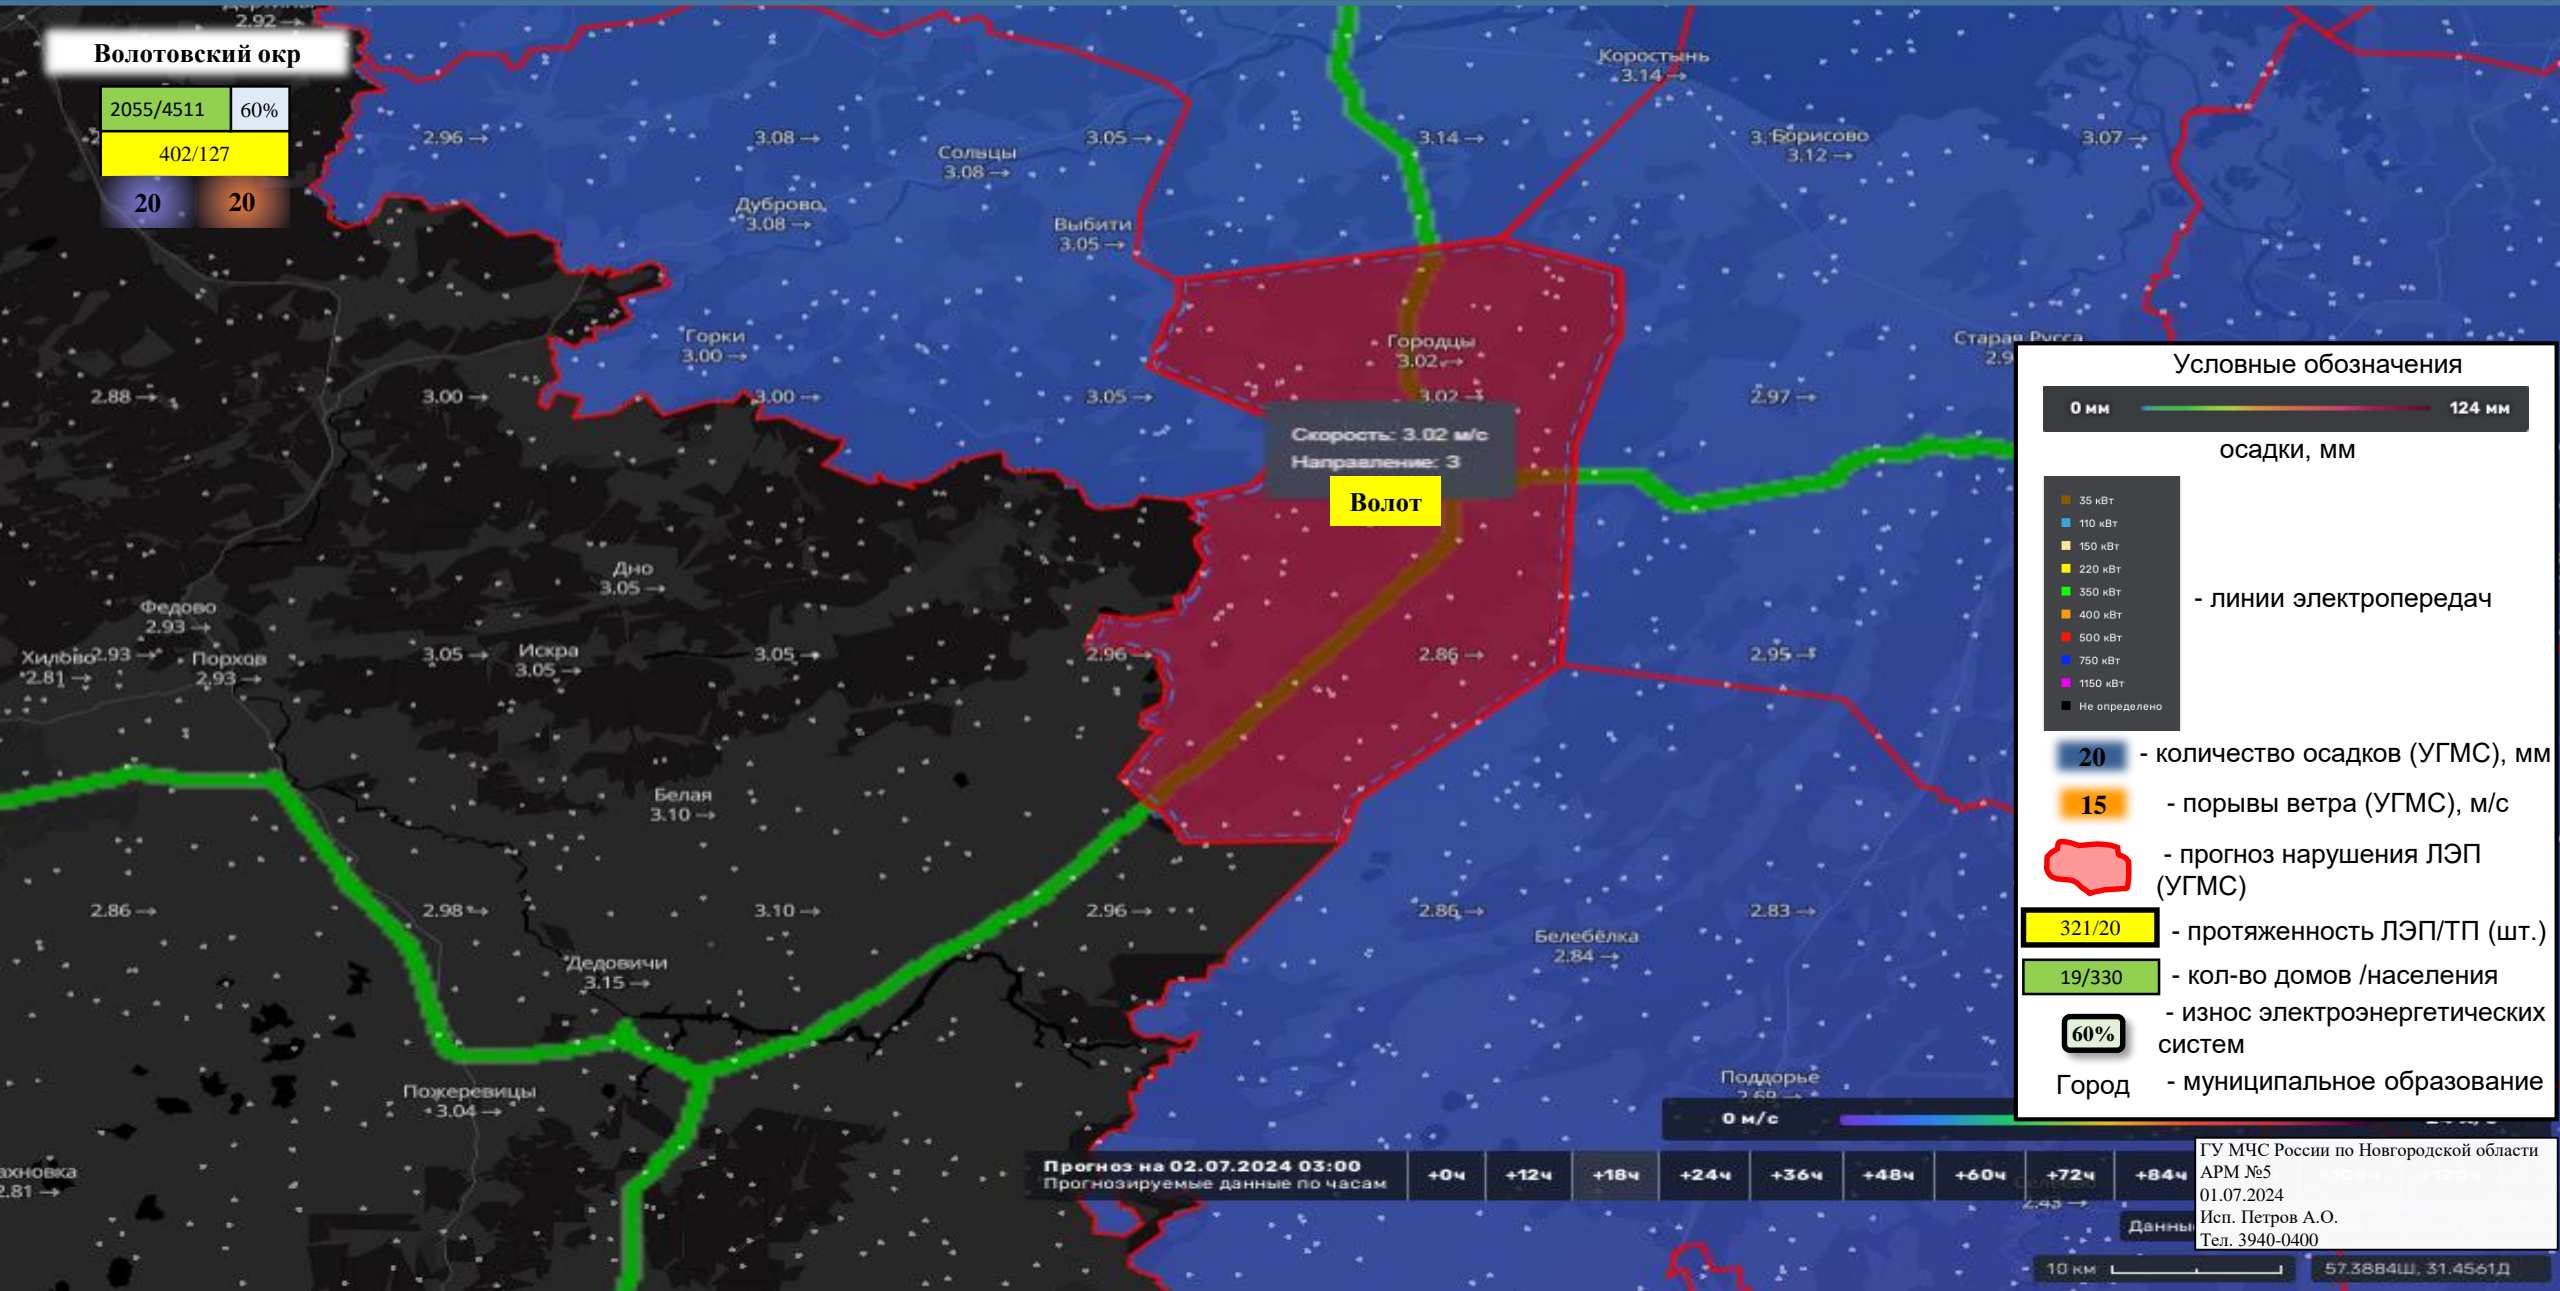 2.92 →
Волотовский окр
2055/4511 60%
402/127
20 20
Коростынь
3.14 →
2.96 →
3.08 →
3.05 →
3.14 →
Борисово
3.12 →
3.07 →
Сольцы
3.08 →
Дуброво
3.08 →
Выбити
3.05 →
Горки
3.00 →
Городцы
3.02 →
Старая Русса
2.88 →
3.00 →
3.00 →
3.05 →
3.02 →
2.97 →
Скорость: 3.02 м/с
Направление: З
Волот
Дно
3.05 →
Федово
2.93 →
Хилово 2.93 →
2.81 →
Порхов
2.93 →
3.05 →
Искра
3.05 →
3.05 →
2.96 →
2.86 →
2.95 →
Белая
3.10 →
2.86 →
2.98 →
3.10 →
2.96 →
2.86 →
2.83 →
Белебёлка
2.84 →
Дедовичи
3.15 →
Пожеревицы
3.04 →
Поддорье
2.69 →
2.43 →
Условные обозначения
0 мм 124 мм
осадки, мм
35 кВт
110 кВт
150 кВт
220 кВт
350 кВт
400 кВт
500 кВт
750 кВт
1150 кВт
Не определено
- линии электропередач
20 - количество осадков (УГМС), мм
15 - порывы ветра (УГМС), м/с
- прогноз нарушения ЛЭП
(УГМС)
321/20 - протяженность ЛЭП/ТП (шт.)
19/330 - кол-во домов /населения
60% - износ электроэнергетических
систем
Город - муниципальное образование
0 м/с
Прогноз на 02.07.2024 03:00
Прогнозируемые данные по часам
+0ч +12ч +18ч +24ч +36ч +48ч +60ч +72ч +84ч
ГУ МЧС России по Новгородской области
АРМ №5
01.07.2024
Исп. Петров А.О.
Тел. 3940-0400
10 км
57.3884Ш, 31.4561Д